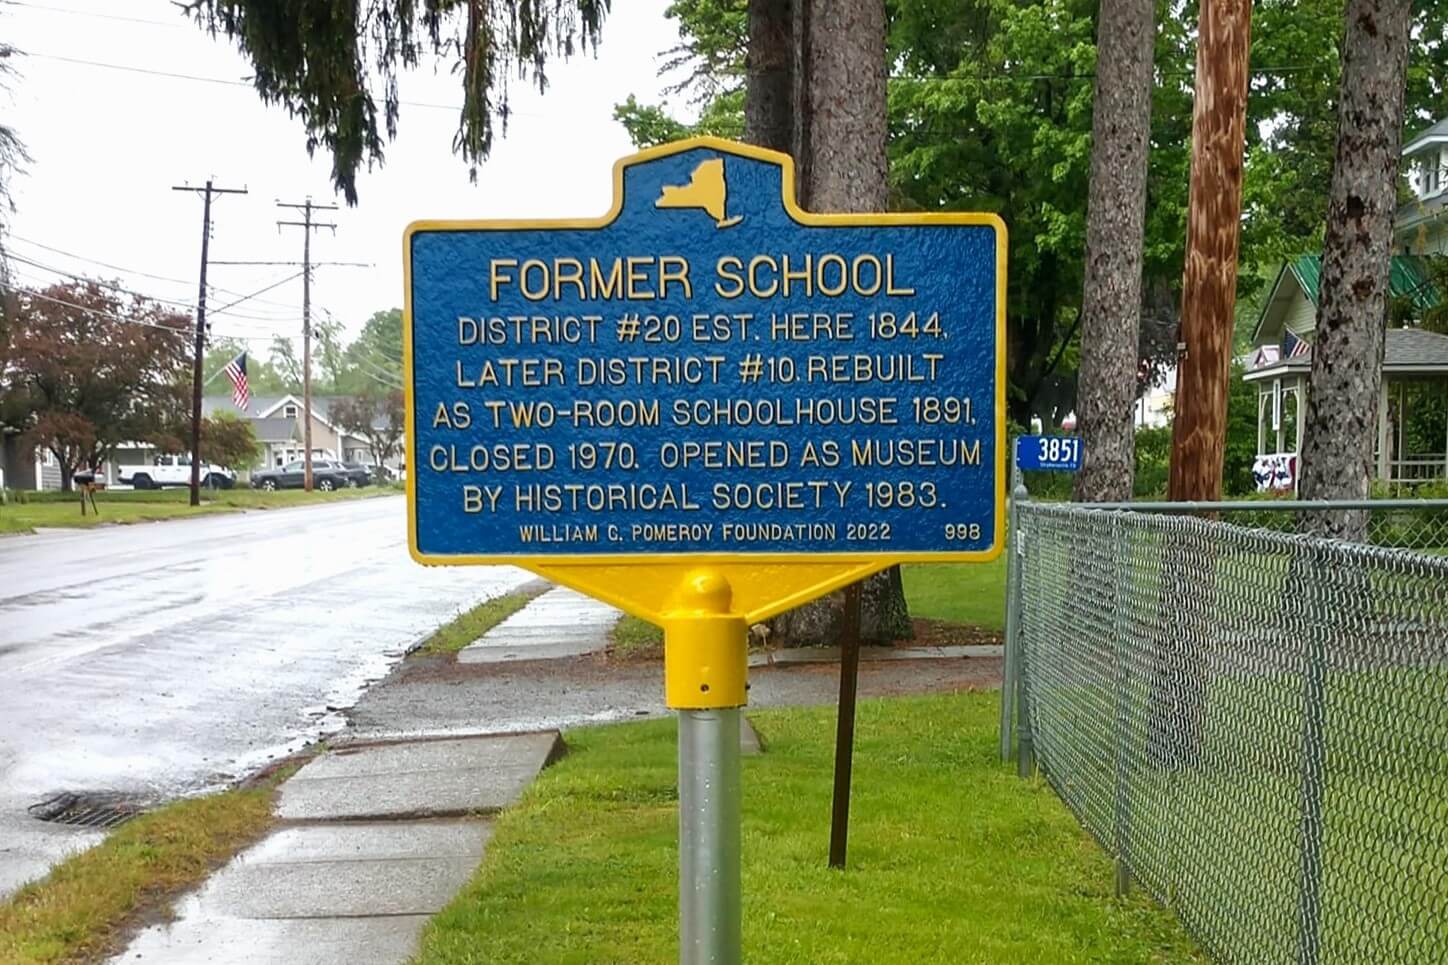 FORMER SCHOOL
DISTRICT #20 EST. HERE 1844,
LATER DISTRICT #10. REBUILT
AS TWO-ROOM SCHOOLHOUSE 1891,
CLOSED 1970. OPENED AS MUSEUM
BY HISTORICAL SOCIETY 1983.
WILLIAM G. POMEROY FOUNDATION 2022 998
3851